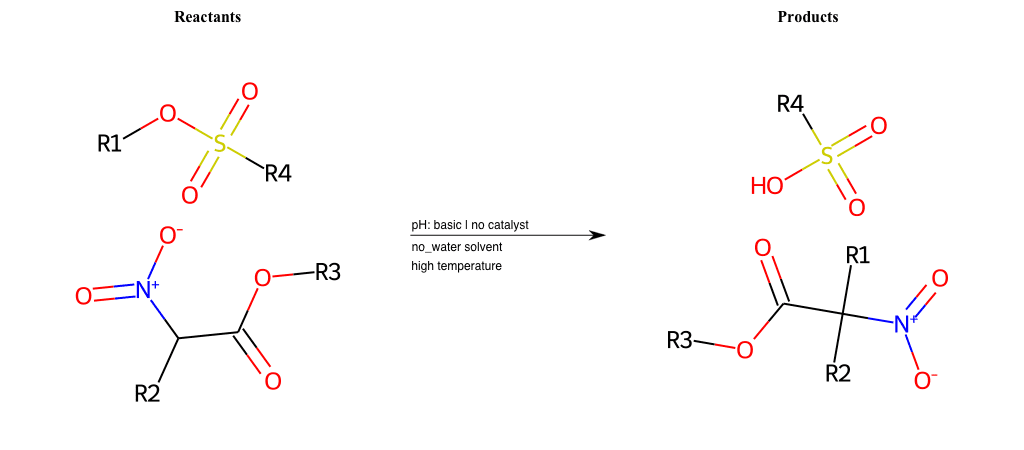 Reactants
Products
O
O
R1
S
O
R4
R4
S
O
HO
O
pH: basic | no catalyst
no_water solvent
high temperature
O⁻
O
N⁺
O
R3
R2
O
O
R1
O
N⁺
R3
O
R2
O⁻